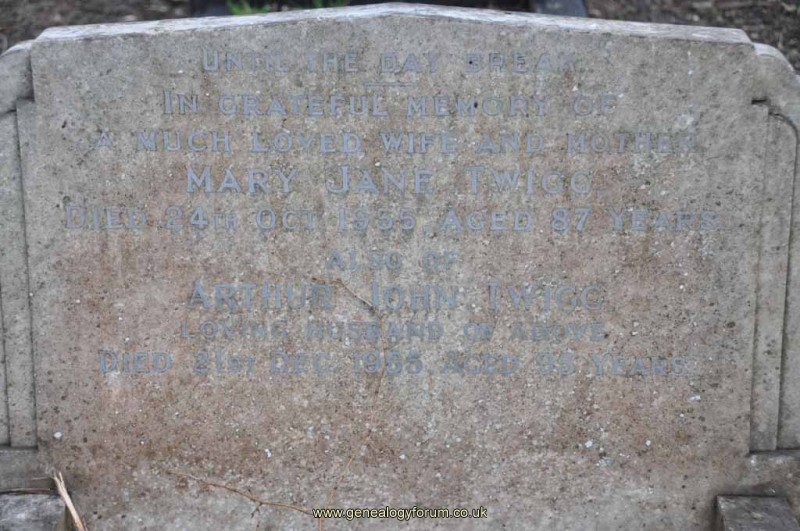 UNTIL THE DAY BREAK
IN GRATEFUL MEMORY OF
A MUCH LOVED WIFE AND MOTHER
MARY JANE TWIGG
DIED 24TH OCT 1955, AGED 87 YEARS
ALSO OF
ARTHUR JOHN TWIGG
LOVING HUSBAND OF ABOVE
DIED 21ST DEC. AGED YEARS
www.genealogyforum.co.uk